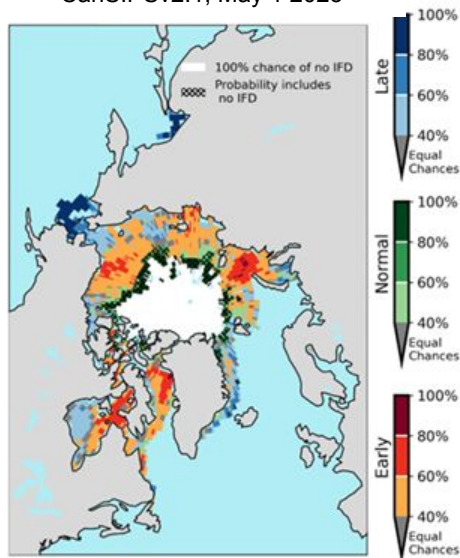 May
100% chance of no IFD
Probability includes
no IFD
Late
100%
80%
60%
40%
Equal
Chances
Normal
100%
80%
60%
40%
Equal
Chances
Early
100%
80%
60%
40%
Equal
Chances